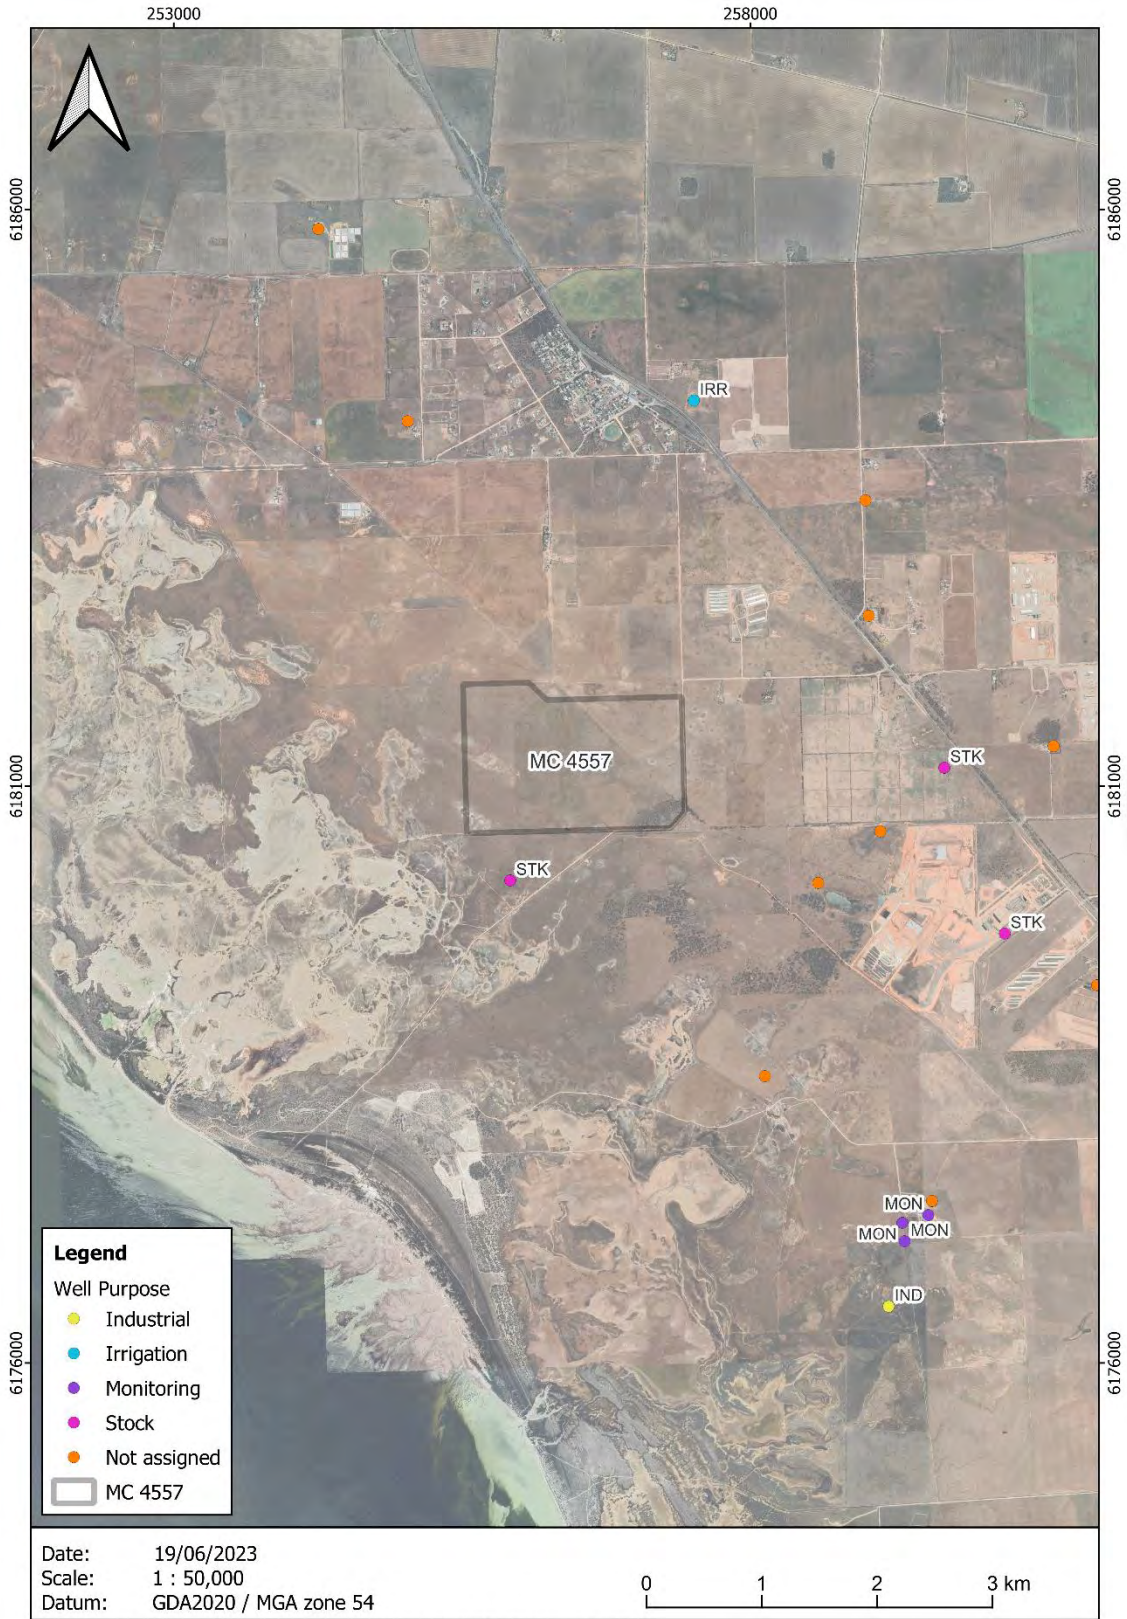 253000
258000
6186000
6186000
IRR
MC 4557
STK
6181000
6181000
STK
STK
MON
MON
MON
IND
6176000
6176000
Legend
Well Purpose
Industrial
Irrigation
Monitoring
Stock
Not assigned
MC 4557
Date: 19/06/2023
Scale: 1 : 50,000
Datum: GDA2020 / MGA zone 54
0 1 2 3 km